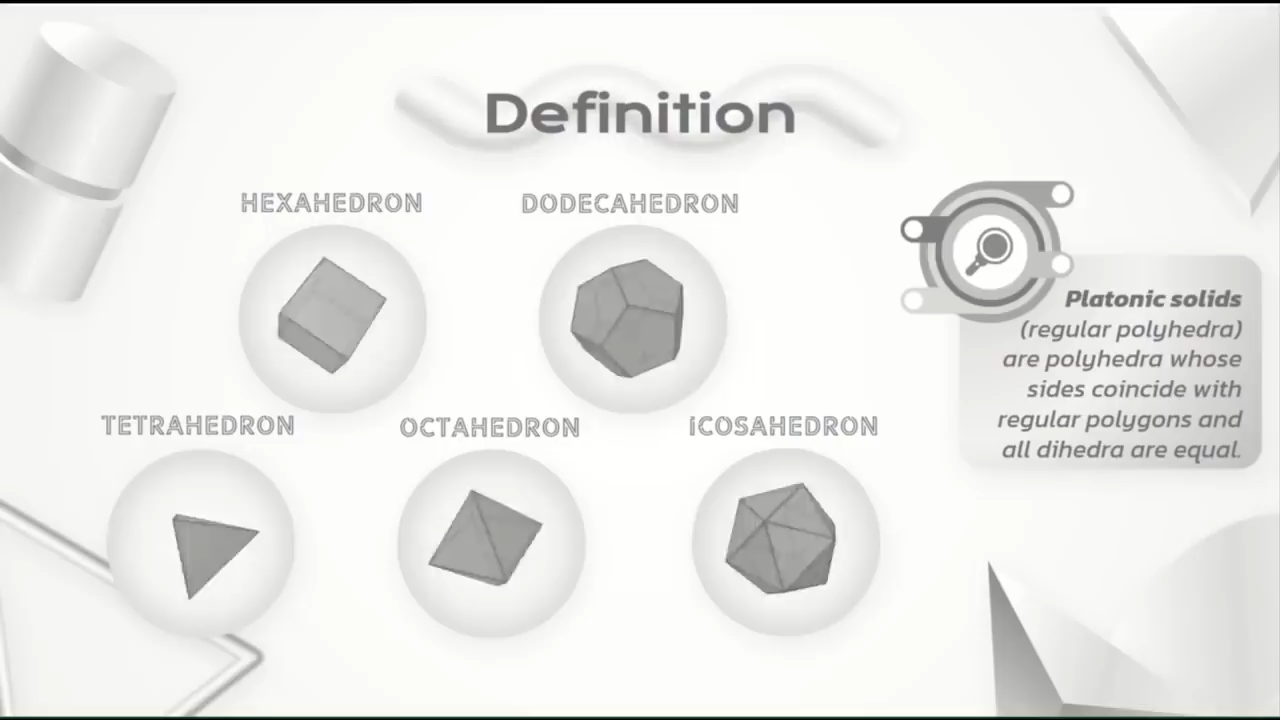 Definition
HEXAHEDRON
DODECAHEDRON
TETRAHEDRON
OCTAHEDRON
iCOSAHEDRON
Platonic solids
(regular polyhedra)
are polyhedra whose
sides coincide with
regular polygons and
all dihedra are equal.